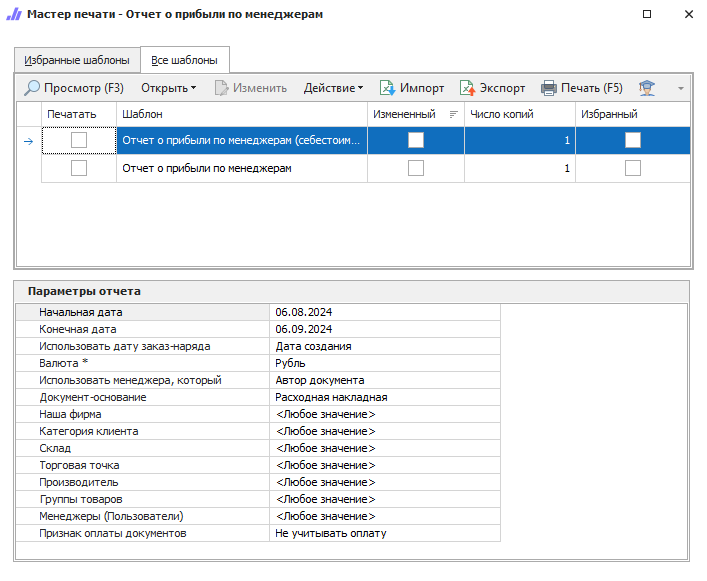 Мастер печати - Отчет о прибыли по менеджерам
Избранные шаблоны Все шаблоны
Просмотр (F3) Открыть Изменить Действие Импорт Экспорт Печать (F5)
Печатать Шаблон Измененный Число копий Избранный
Отчет о прибыли по менеджерам (себестоим... 1
Отчет о прибыли по менеджерам 1
Параметры отчета
Начальная дата 06.08.2024
Конечная дата 06.09.2024
Использовать дату заказ-наряда Дата создания
Валюта * Рубль
Использовать менеджера, который Автор документа
Документ-основание Расходная накладная
Наша фирма <Любое значение>
Категория клиента <Любое значение>
Склад <Любое значение>
Торговая точка <Любое значение>
Производитель <Любое значение>
Группы товаров <Любое значение>
Менеджеры (Пользователи) <Любое значение>
Признак оплаты документов Не учитывать оплату